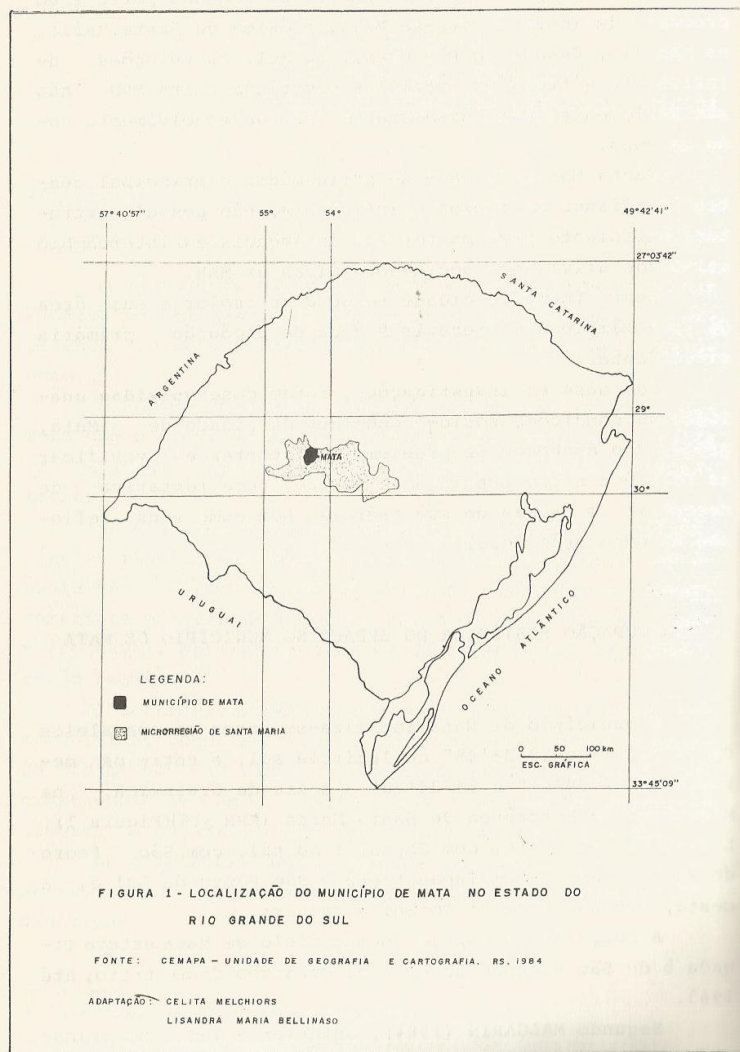 57° 40' 57''
55°
54°
49° 42' 41''
27° 03' 42''
SANTA CATARINA
ARGENTINA
29°
MATA
30°
URUGUAI
OCEANO ATLÂNTICO
LEGENDA:
MUNICÍPIO DE MATA
MICRORREGIÃO DE SANTA MARIA
0 50 100 km
ESC. GRÁFICA
33° 45' 09''
FIGURA 1 - LOCALIZAÇÃO DO MUNICÍPIO DE MATA NO ESTADO DO
RIO GRANDE DO SUL
FONTE: CEMAPA - UNIDADE DE GEOGRAFIA E CARTOGRAFIA. RS, 1984
ADAPTAÇÃO: CELITA MELCHIORS
LISANDRA MARIA BELLINASO